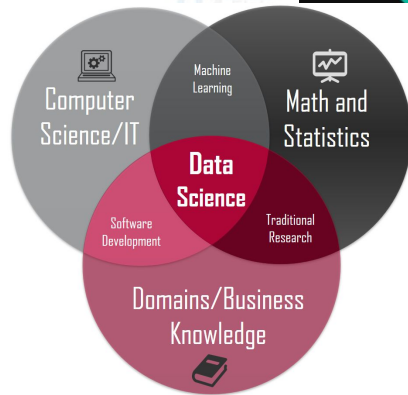 Computer
Science/IT
Machine
Learning
Math and
Statistics
Data
Science
Software
Development
Traditional
Research
Domains/Business
Knowledge